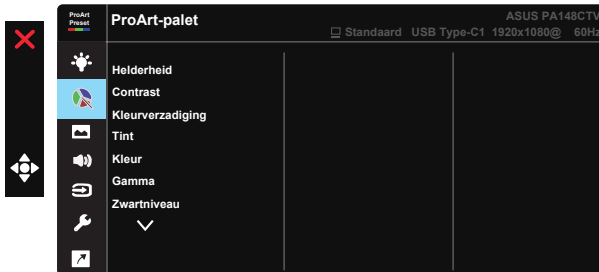 ProArt
Preset
ProArt-palet
ASUS PA148CTV
Standaard USB Type-C1 1920x1080@ 60Hz
Helderheid
Contrast
Kleurverzadiging
Tint
Kleur
Gamma
Zwartniveau